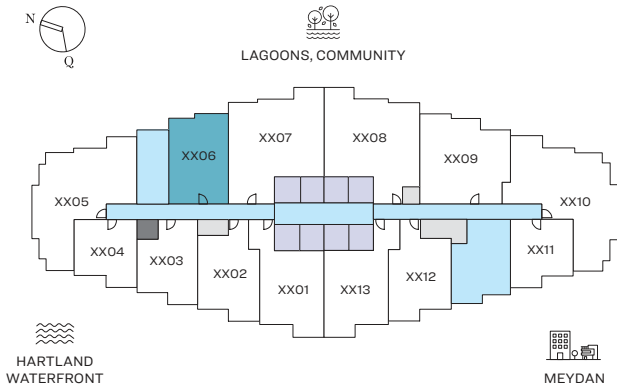 N
Q
LAGOONS, COMMUNITY
XX07
XX08
XX06
XX09
XX05
XX10
XX04
XX03
XX02
XX01
XX13
XX12
XX11
HARTLAND
WATERFRONT
MEYDAN